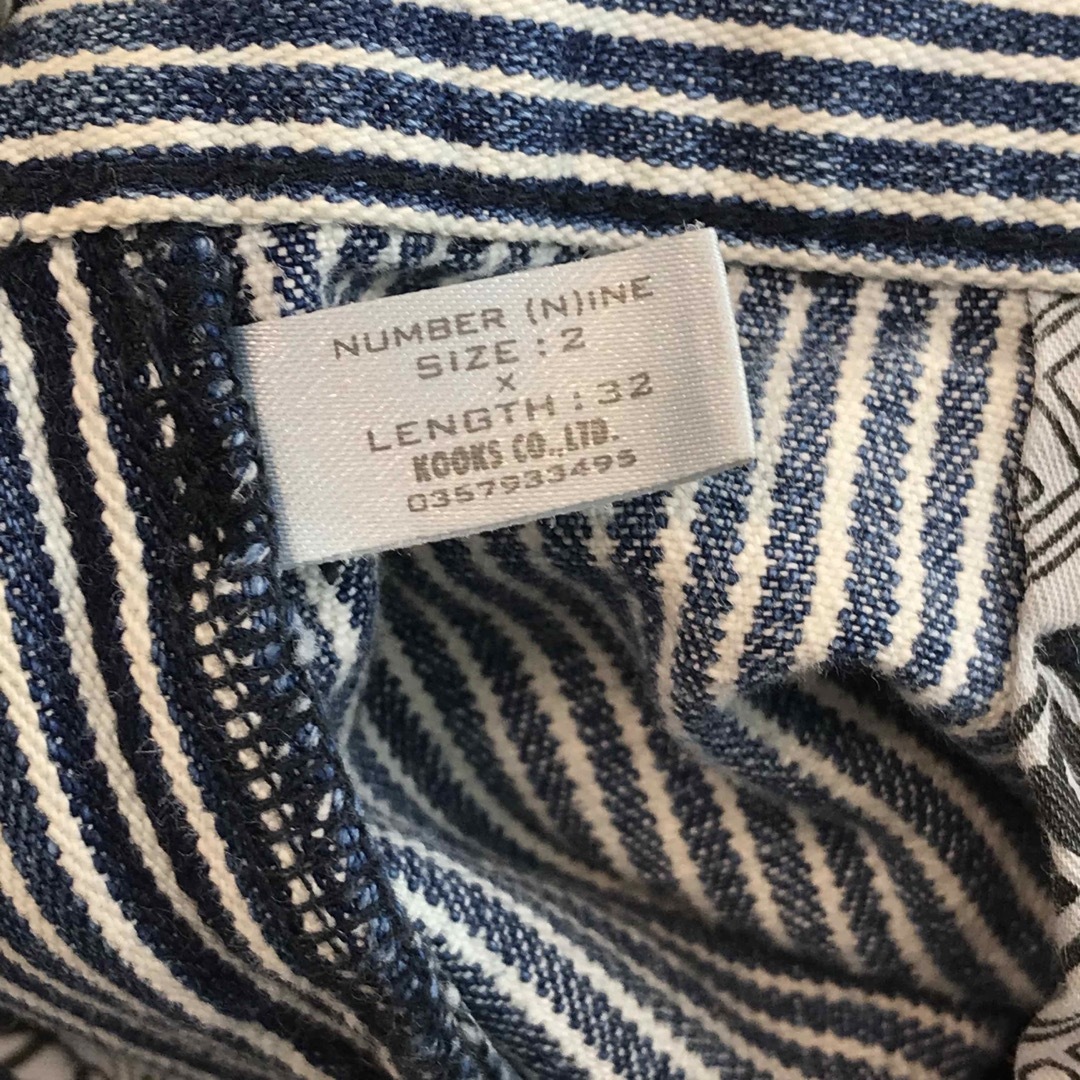 NUMBER (N)iNE
SIZE : 2
x
LENGTH : 32
KOOKS CO.,LTD.
0357933495